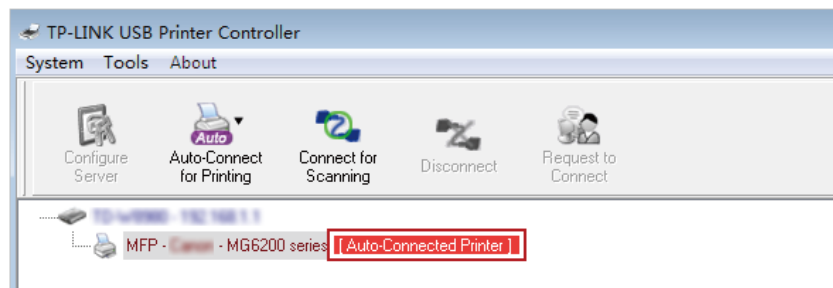 TP-LINK USB Printer Controller
System Tools About
Auto
Configure Server
Auto-Connect for Printing
Connect for Scanning
Disconnect
Request to Connect
MFP - - MG6200 series [ Auto-Connected Printer ]